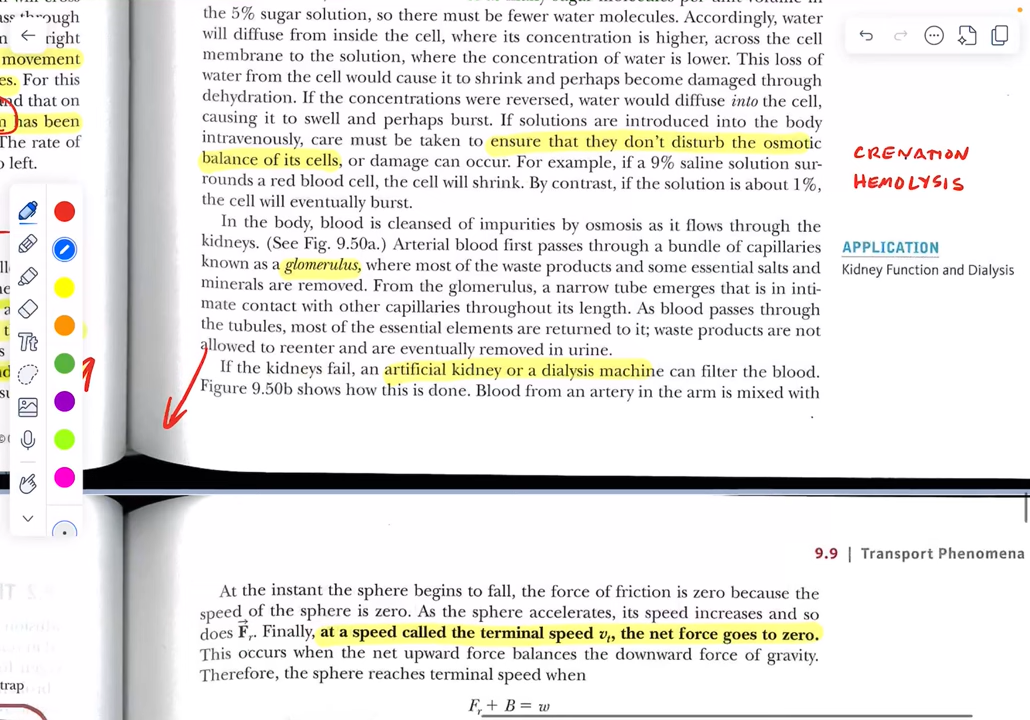 the 5% sugar solution, so there must be fewer water molecules. Accordingly, water
will diffuse from inside the cell, where its concentration is higher, across the cell
membrane to the solution, where the concentration of water is lower. This loss of
water from the cell would cause it to shrink and perhaps become damaged through
dehydration. If the concentrations were reversed, water would diffuse into the cell,
causing it to swell and perhaps burst. If solutions are introduced into the body
intravenously, care must be taken to ensure that they don't disturb the osmotic
balance of its cells, or damage can occur. For example, if a 9% saline solution sur-
rounds a red blood cell, the cell will shrink. By contrast, if the solution is about 1%,
the cell will eventually burst.
In the body, blood is cleansed of impurities by osmosis as it flows through the
kidneys. (See Fig. 9.50a.) Arterial blood first passes through a bundle of capillaries
known as a glomerulus, where most of the waste products and some essential salts and
minerals are removed. From the glomerulus, a narrow tube emerges that is in inti-
mate contact with other capillaries throughout its length. As blood passes through
the tubules, most of the essential elements are returned to it; waste products are not
allowed to reenter and are eventually removed in urine.
If the kidneys fail, an artificial kidney or a dialysis machine can filter the blood.
Figure 9.50b shows how this is done. Blood from an artery in the arm is mixed with
CRENATION
HEMOLYSIS
APPLICATION
Kidney Function and Dialysis
through
right
movement
es. For this
nd that on
has been
The rate of
left.
Tt
trap
9.9 | Transport Phenomena
At the instant the sphere begins to fall, the force of friction is zero because the
speed of the sphere is zero. As the sphere accelerates, its speed increases and so
does F⃗r. Finally, at a speed called the terminal speed vt, the net force goes to zero.
This occurs when the net upward force balances the downward force of gravity.
Therefore, the sphere reaches terminal speed when
Fr + B = w